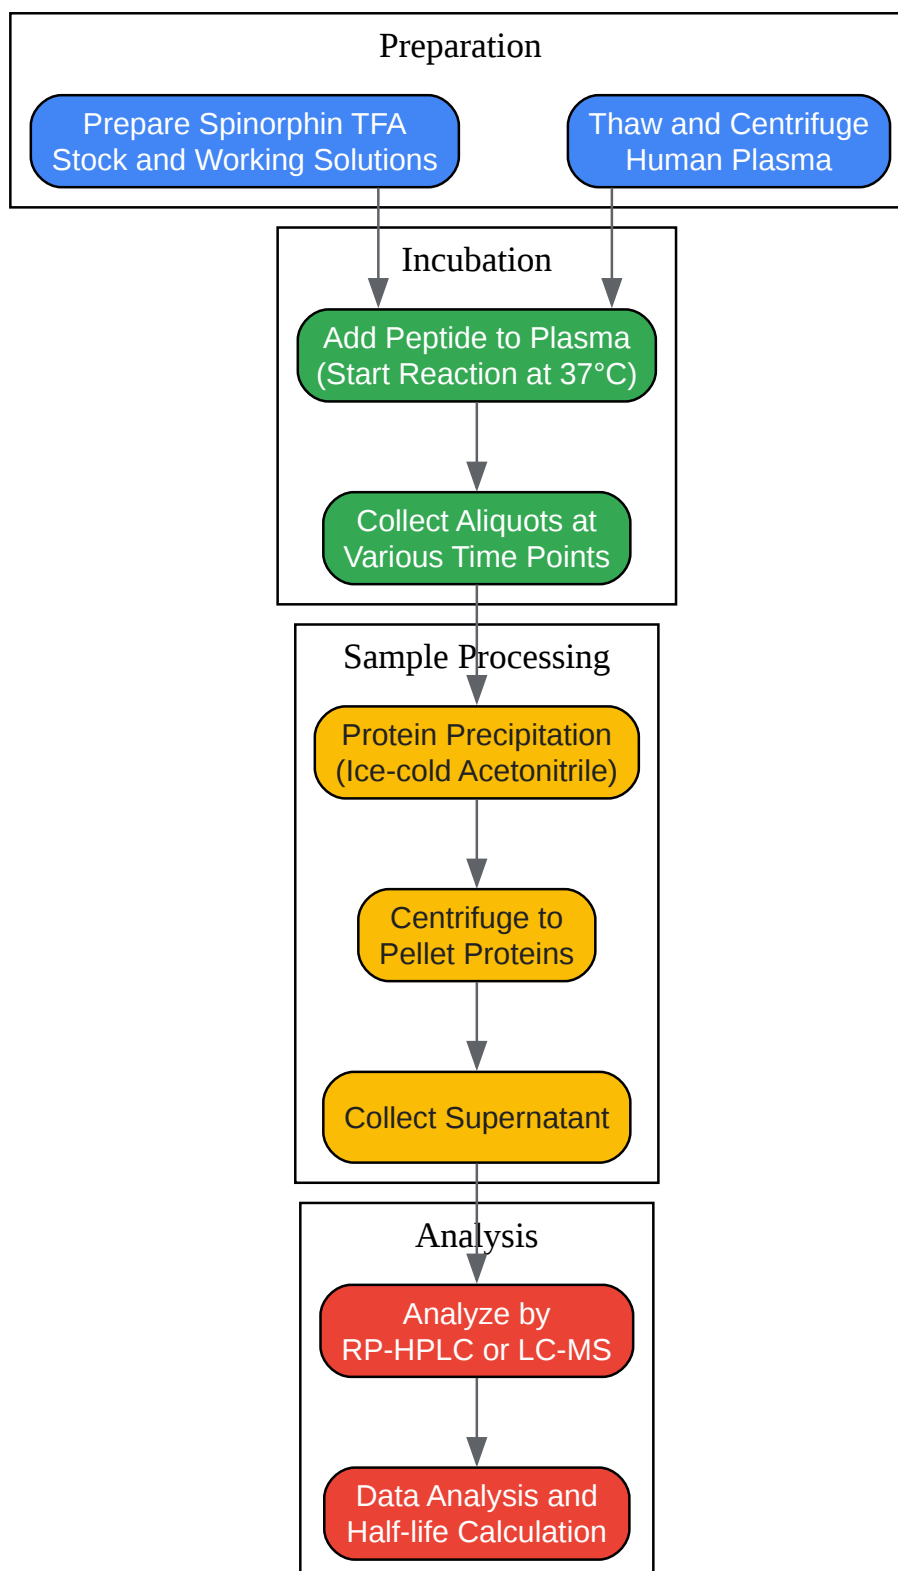 Preparation
Prepare Spinorphin TFA
Stock and Working Solutions
Thaw and Centrifuge
Human Plasma
Incubation
Add Peptide to Plasma
(Start Reaction at 37°C)
Collect Aliquots at
Various Time Points
Sample Processing
Protein Precipitation
(Ice-cold Acetonitrile)
Centrifuge to
Pellet Proteins
Collect Supernatant
Analysis
Analyze by
RP-HPLC or LC-MS
Data Analysis and
Half-life Calculation